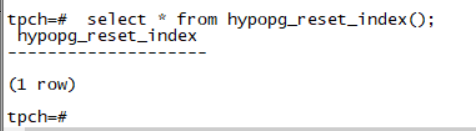 tpch=#  select * from hypopg_reset_index();
 hypopg_reset_index
--------------------

(1 row)

tpch=#